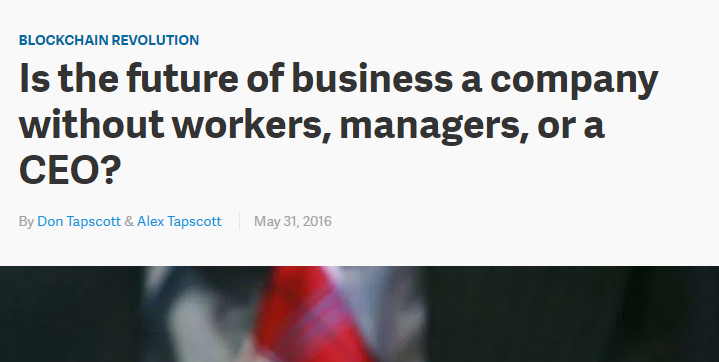 BLOCKCHAIN REVOLUTION
Is the future of business a company
without workers, managers, or a
CEO?
By Don Tapscott & Alex Tapscott May 31, 2016